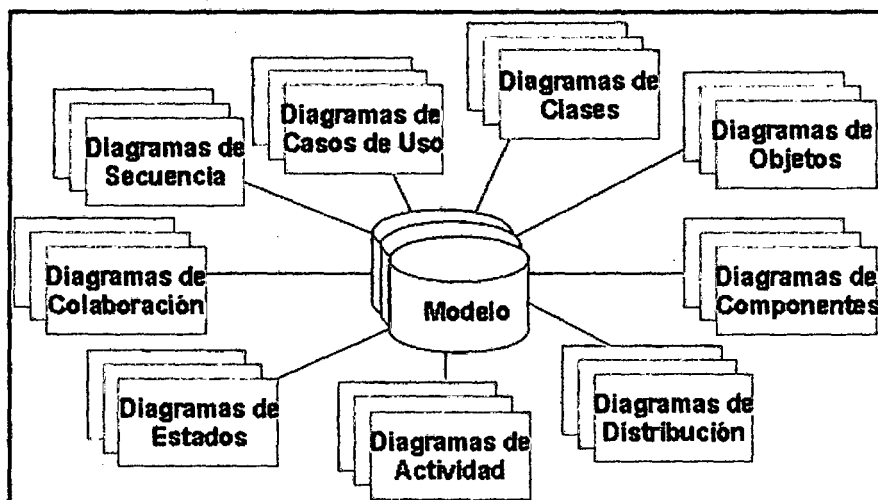 Diagramas de
Casos de Uso
Diagramas de
Clases
Diagramas de
Secuencia
Diagramas de
Objetos
Diagramas de
Colaboración
Modelo
Diagramas de
Componentes
Diagramas de
Estados
Diagramas de
Actividad
Diagramas de
Distribución